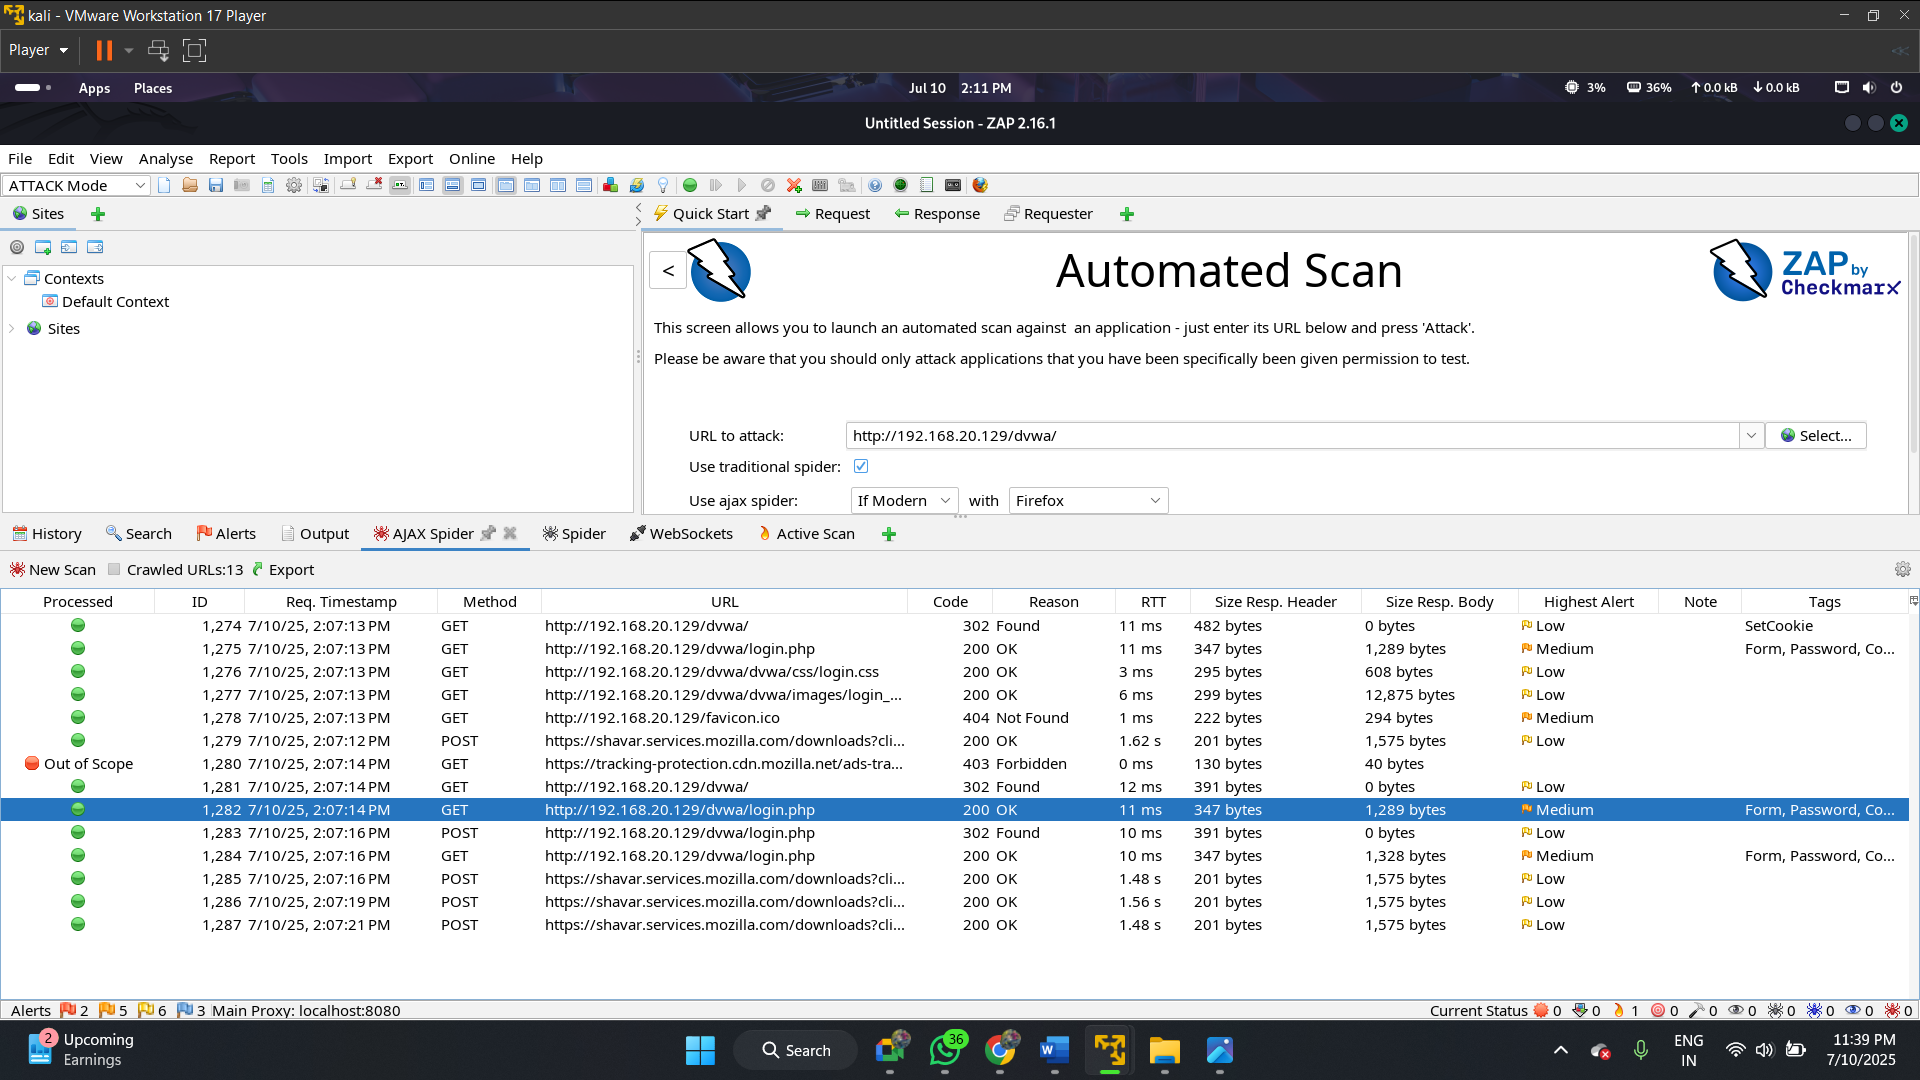 kali - VMware Workstation 17 Player
Player
Apps Places Jul 10 2:11 PM 3% 36% 0.0 kB 0.0 kB
Untitled Session - ZAP 2.16.1
File Edit View Analyse Report Tools Import Export Online Help
ATTACK Mode
Sites
Quick Start Request Response Requester
Contexts
Default Context
Sites
<
Automated Scan
ZAP by Checkmarx
This screen allows you to launch an automated scan against an application - just enter its URL below and press 'Attack'.
Please be aware that you should only attack applications that you have been specifically been given permission to test.
URL to attack: http://192.168.20.129/dvwa/ Select...
Use traditional spider:
Use ajax spider: If Modern with Firefox
History Search Alerts Output AJAX Spider Spider WebSockets Active Scan
New Scan Crawled URLs:13 Export
Processed ID Req. Timestamp Method URL Code Reason RTT Size Resp. Header Size Resp. Body Highest Alert Note Tags
1,274 7/10/25, 2:07:13 PM GET http://192.168.20.129/dvwa/ 302 Found 11 ms 482 bytes 0 bytes Low SetCookie
1,275 7/10/25, 2:07:13 PM GET http://192.168.20.129/dvwa/login.php 200 OK 11 ms 347 bytes 1,289 bytes Medium Form, Password, Co...
1,276 7/10/25, 2:07:13 PM GET http://192.168.20.129/dvwa/dvwa/css/login.css 200 OK 3 ms 295 bytes 608 bytes Low
1,277 7/10/25, 2:07:13 PM GET http://192.168.20.129/dvwa/dvwa/images/login_... 200 OK 6 ms 299 bytes 12,875 bytes Low
1,278 7/10/25, 2:07:13 PM GET http://192.168.20.129/favicon.ico 404 Not Found 1 ms 222 bytes 294 bytes Medium
1,279 7/10/25, 2:07:12 PM POST https://shavar.services.mozilla.com/downloads?cli... 200 OK 1.62 s 201 bytes 1,575 bytes Low
Out of Scope 1,280 7/10/25, 2:07:14 PM GET https://tracking-protection.cdn.mozilla.net/ads-tra... 403 Forbidden 0 ms 130 bytes 40 bytes
1,281 7/10/25, 2:07:14 PM GET http://192.168.20.129/dvwa/ 302 Found 12 ms 391 bytes 0 bytes Low
1,282 7/10/25, 2:07:14 PM GET http://192.168.20.129/dvwa/login.php 200 OK 11 ms 347 bytes 1,289 bytes Medium Form, Password, Co...
1,283 7/10/25, 2:07:16 PM POST http://192.168.20.129/dvwa/login.php 302 Found 10 ms 391 bytes 0 bytes Low
1,284 7/10/25, 2:07:16 PM GET http://192.168.20.129/dvwa/login.php 200 OK 10 ms 347 bytes 1,328 bytes Medium Form, Password, Co...
1,285 7/10/25, 2:07:16 PM POST https://shavar.services.mozilla.com/downloads?cli... 200 OK 1.48 s 201 bytes 1,575 bytes Low
1,286 7/10/25, 2:07:19 PM POST https://shavar.services.mozilla.com/downloads?cli... 200 OK 1.56 s 201 bytes 1,575 bytes Low
1,287 7/10/25, 2:07:21 PM POST https://shavar.services.mozilla.com/downloads?cli... 200 OK 1.48 s 201 bytes 1,575 bytes Low
Alerts 2 5 6 3 Main Proxy: localhost:8080 Current Status 0 0 1 0 0 0 0 0 0 0
2 Upcoming
Earnings
Search
36
ENG
IN
11:39 PM
7/10/2025